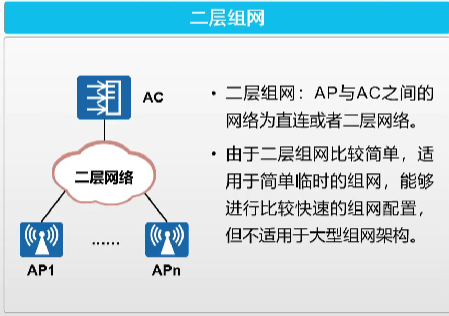 二层组网
AC
二层网络
AP1
......
APn
• 二层组网：AP与AC之间的
网络为直连或者二层网络。
• 由于二层组网比较简单，适
用于简单临时的组网，能够
进行比较快速的组网配置，
但不适用于大型组网架构。